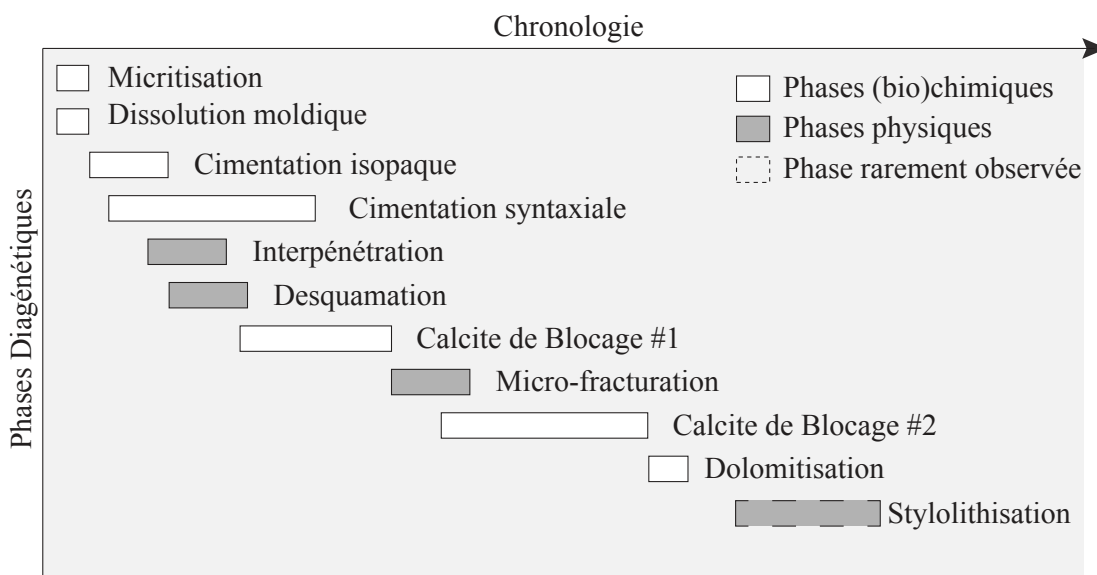 Chronologie
Micritisation
Dissolution moldique
Cimentation isopaque
Cimentation syntaxiale
Interpénétration
Desquamation
Calcite de Blocage #1
Micro-fracturation
Calcite de Blocage #2
Dolomitisation
Stylolithisation
Phases (bio)chimiques
Phases physiques
Phase rarement observée
Phases Diagénétiques